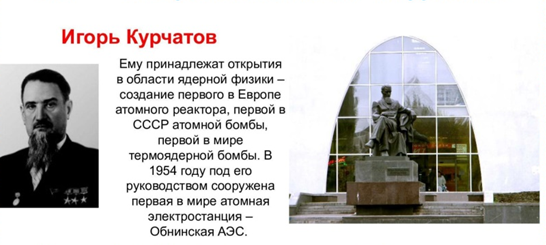 Игорь Курчатов
Ему принадлежат открытия
в области ядерной физики –
создание первого в Европе
атомного реактора, первой в
СССР атомной бомбы,
первой в мире
термоядерной бомбы. В
1954 году под его
руководством сооружена
первая в мире атомная
электростанция –
Обнинская АЭС.